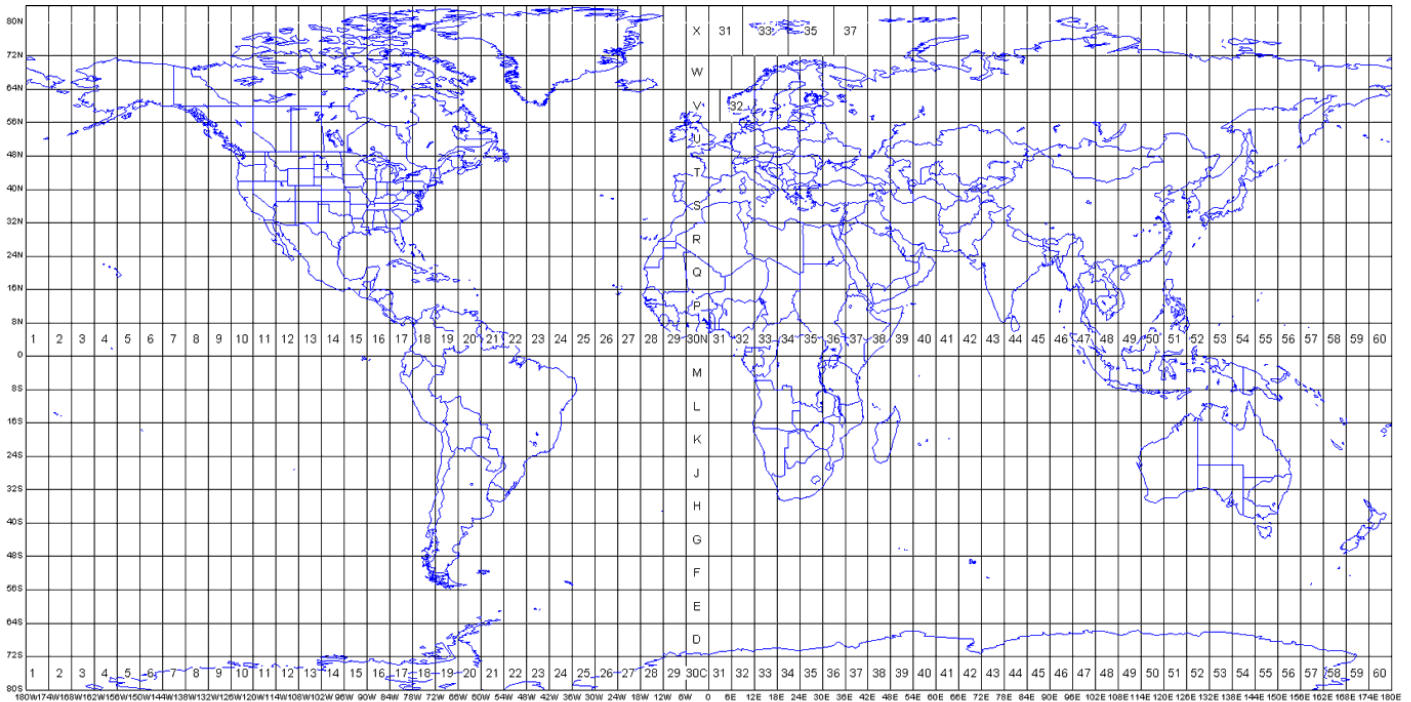 80N
X 31 33 35 37
72N
W
64N
V 32
56N
U
48N
T
40N
S
32N
R
24N
Q
16N
P
8N
1 2 3 4 5 6 7 8 9 10 11 12 13 14 15 16 17 18 19 20 21 22 23 24 25 26 27 28 29 30N 31 32 33 34 35 36 37 38 39 40 41 42 43 44 45 46 47 48 49 50 51 52 53 54 55 56 57 58 59 60
0
M
8S
L
16S
K
24S
J
32S
H
40S
G
48S
F
56S
E
64S
D
72S
1 2 3 4 5 6 7 8 9 10 11 12 13 14 15 16 17 18 19 20 21 22 23 24 25 26 27 28 29 30C 31 32 33 34 35 36 37 38 39 40 41 42 43 44 45 46 47 48 49 50 51 52 53 54 55 56 57 58 59 60
80S
180W 174W 168W 162W 156W 150W 144W 138W 132W 126W 120W 114W 108W 102W 96W 90W 84W 78W 72W 66W 60W 54W 48W 42W 36W 30W 24W 18W 12W 6W 0 6E 12E 18E 24E 30E 36E 42E 48E 54E 60E 66E 72E 78E 84E 90E 96E 102E 108E 114E 120E 126E 132E 138E 144E 150E 156E 162E 168E 174E 180E